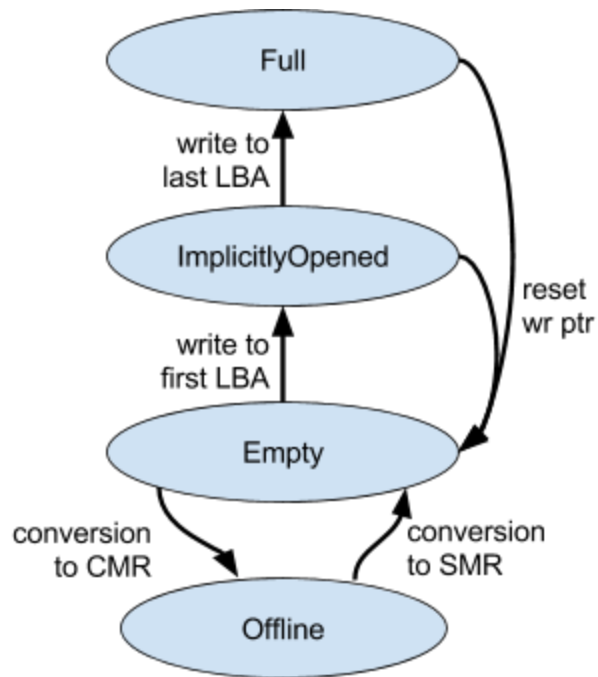 Full
write to
last LBA
ImplicitlyOpened
reset
wr ptr
write to
first LBA
Empty
conversion
to CMR
conversion
to SMR
Offline